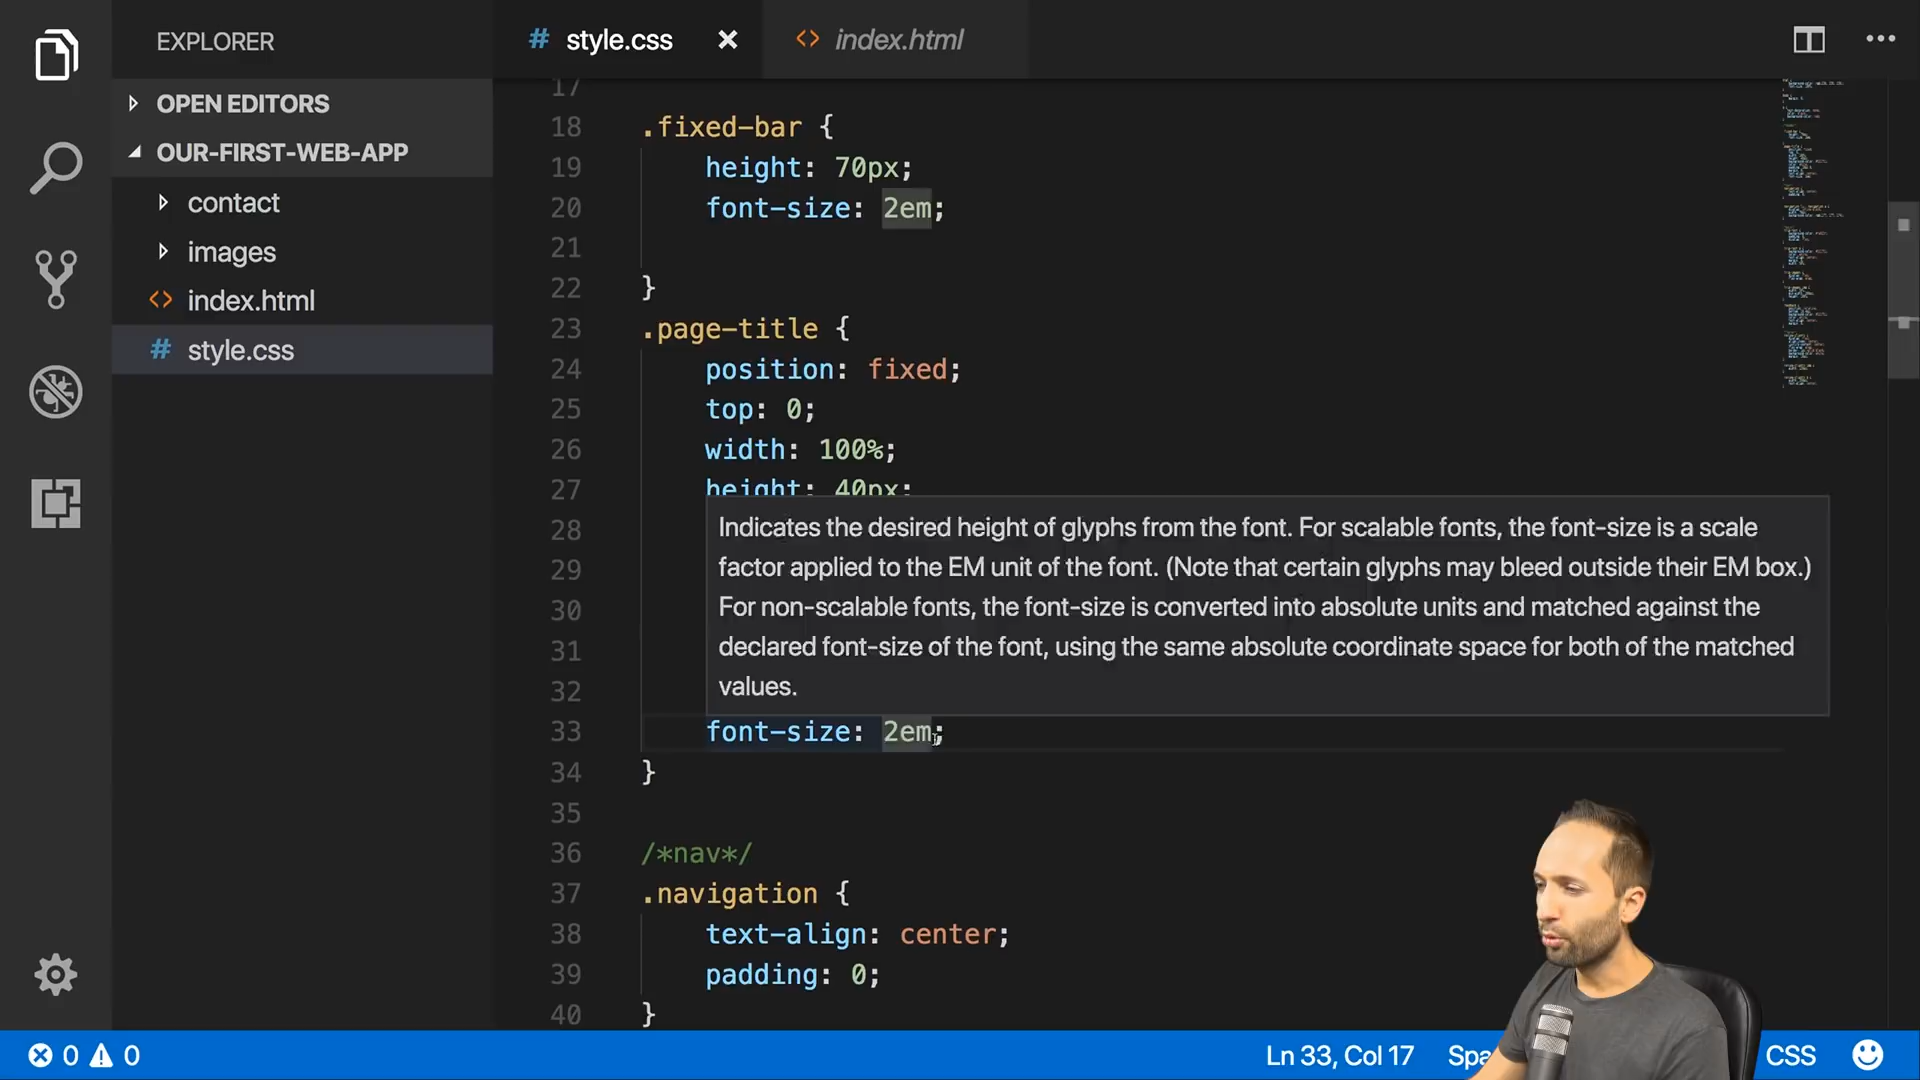 EXPLORER
OPEN EDITORS
OUR-FIRST-WEB-APP
contact
images
<> index.html
# style.css
# style.css ×
<> index.html
17
18 .fixed-bar {
19 height: 70px;
20 font-size: 2em;
21
22 }
23 .page-title {
24 position: fixed;
25 top: 0;
26 width: 100%;
27 height: 40px;
28
29
30
31
32
Indicates the desired height of glyphs from the font. For scalable fonts, the font-size is a scale
factor applied to the EM unit of the font. (Note that certain glyphs may bleed outside their EM box.)
For non-scalable fonts, the font-size is converted into absolute units and matched against the
declared font-size of the font, using the same absolute coordinate space for both of the matched
values.
33 font-size: 2em;
34 }
35
36 /*nav*/
37 .navigation {
38 text-align: center;
39 padding: 0;
40 }
0 0
Ln 33, Col 17
CSS